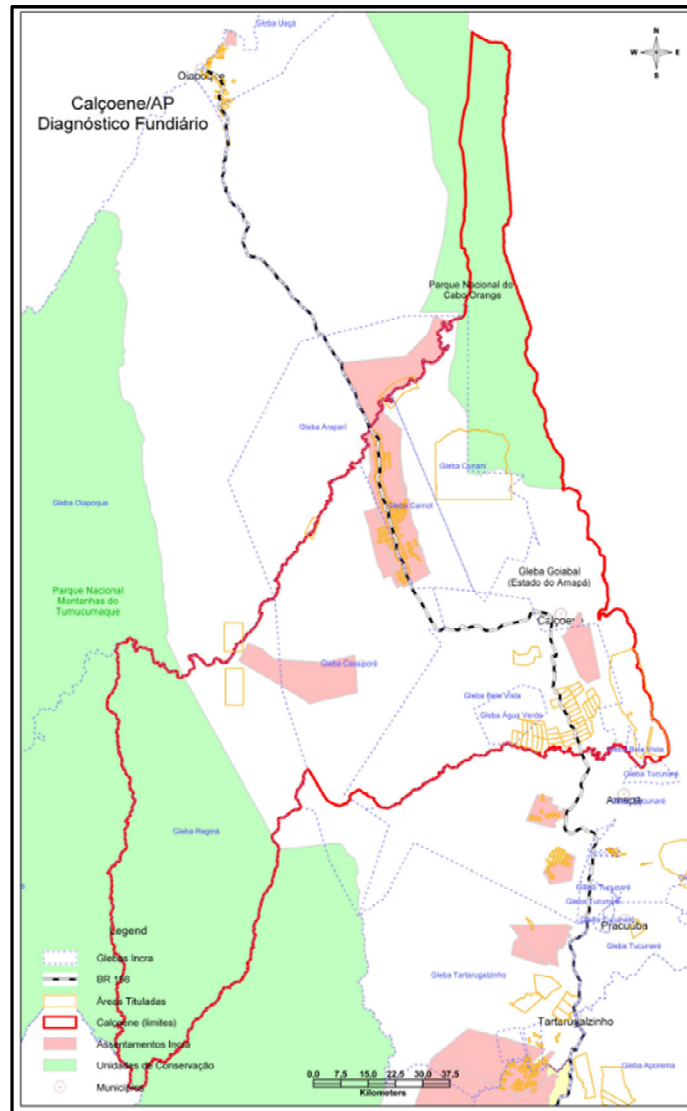 Gleba Uaçá
N
W E
S
Oiapoque
Calçoene/AP
Diagnóstico Fundiário
Parque Nacional do
Cabo Orange
Gleba Araparí
Gleba Cunani
Gleba Oiapoque
Gleba Carnot
Gleba Goiabal
(Estado do Amapá)
Parque Nacional
Montanhas do
Tumucumaque
Calçoene
Gleba Cassiporé
Gleba Bela Vista
Gleba Água Verde
Gleba Bela Vista
Gleba Tucunaré
Amapá
Tucunaré
Gleba Reginá
Gleba Tucunaré
Gleba Tucunaré
Gleba Tucunaré
Pracuúba
Gleba Tucunaré
Gleba Tartarugalzinho
Tartarugalzinho
Gleba Aporema
Legend
Glebas Incra
BR 156
Áreas Tituladas
Calçoene (limites)
Assentamentos Incra
Unidades de Conservação
Municípios
0,0 7,5 15,0 22,5 30,0 37,5
Kilometers